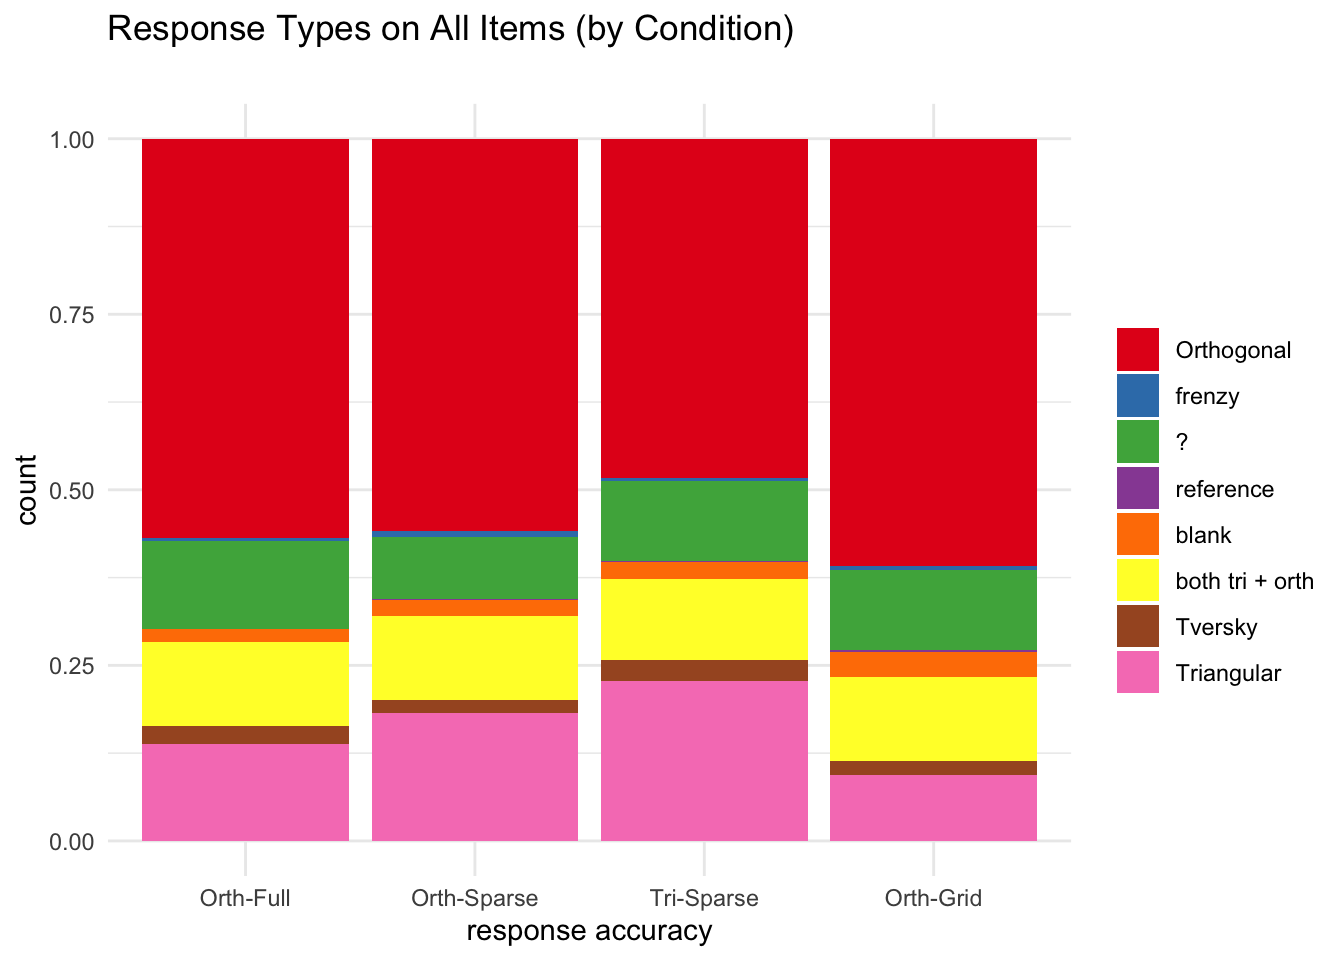 Response Types on All Items (by Condition)
1.00
0.75
0.50
0.25
0.00
count
Orth-Full
Orth-Sparse
Tri-Sparse
Orth-Grid
response accuracy
Orthogonal
frenzy
?
reference
blank
both tri + orth
Tversky
Triangular